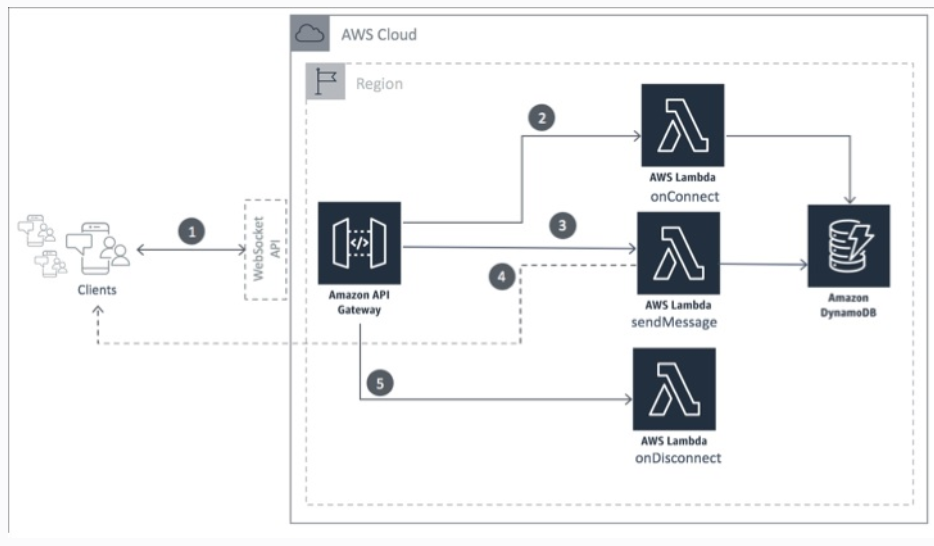 AWS Cloud
Region
2
AWS Lambda
onConnect
1
WebSocket
API
3
Clients
4
Amazon API
Gateway
AWS Lambda
sendMessage
Amazon
DynamoDB
5
AWS Lambda
onDisconnect